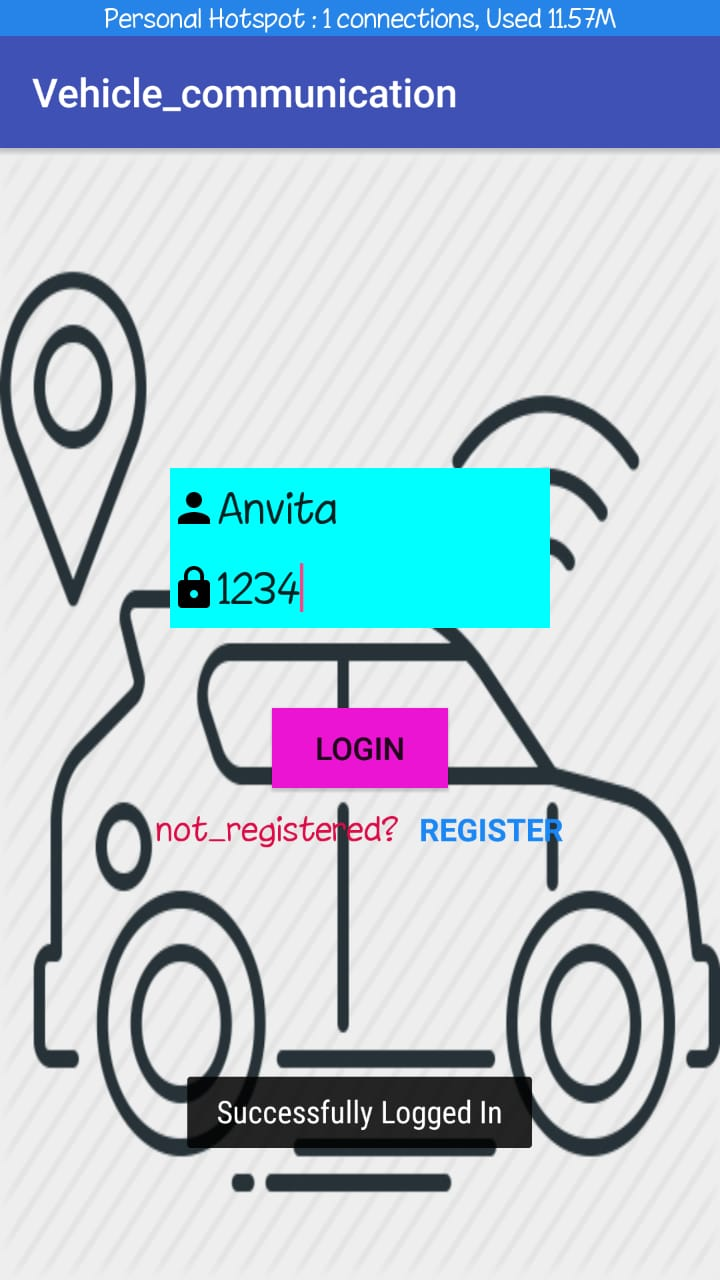 Personal Hotspot : 1 connections, Used 11.57M
Vehicle_communication
Anvita
1234
LOGIN
not_registered? REGISTER
Successfully Logged In